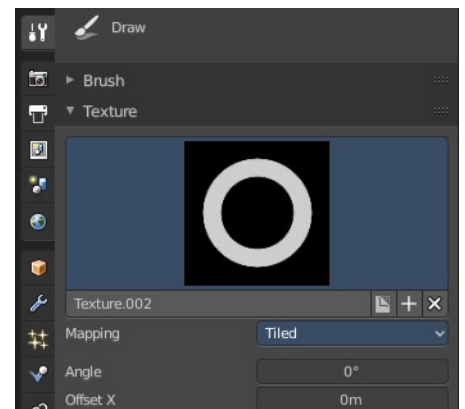 Draw
Brush
Texture
Texture.002
Mapping Tiled
Angle 0°
Offset X 0m